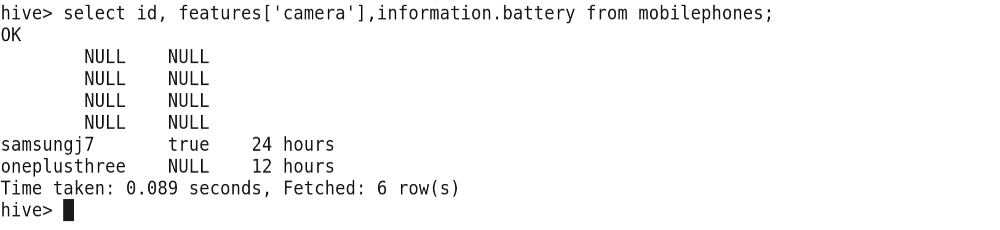 hive> select id, features['camera'],information.battery from mobilephones;
OK
        NULL    NULL
        NULL    NULL
        NULL    NULL
        NULL    NULL
samsungj7       true    24 hours
oneplusthree    NULL    12 hours
Time taken: 0.089 seconds, Fetched: 6 row(s)
hive>